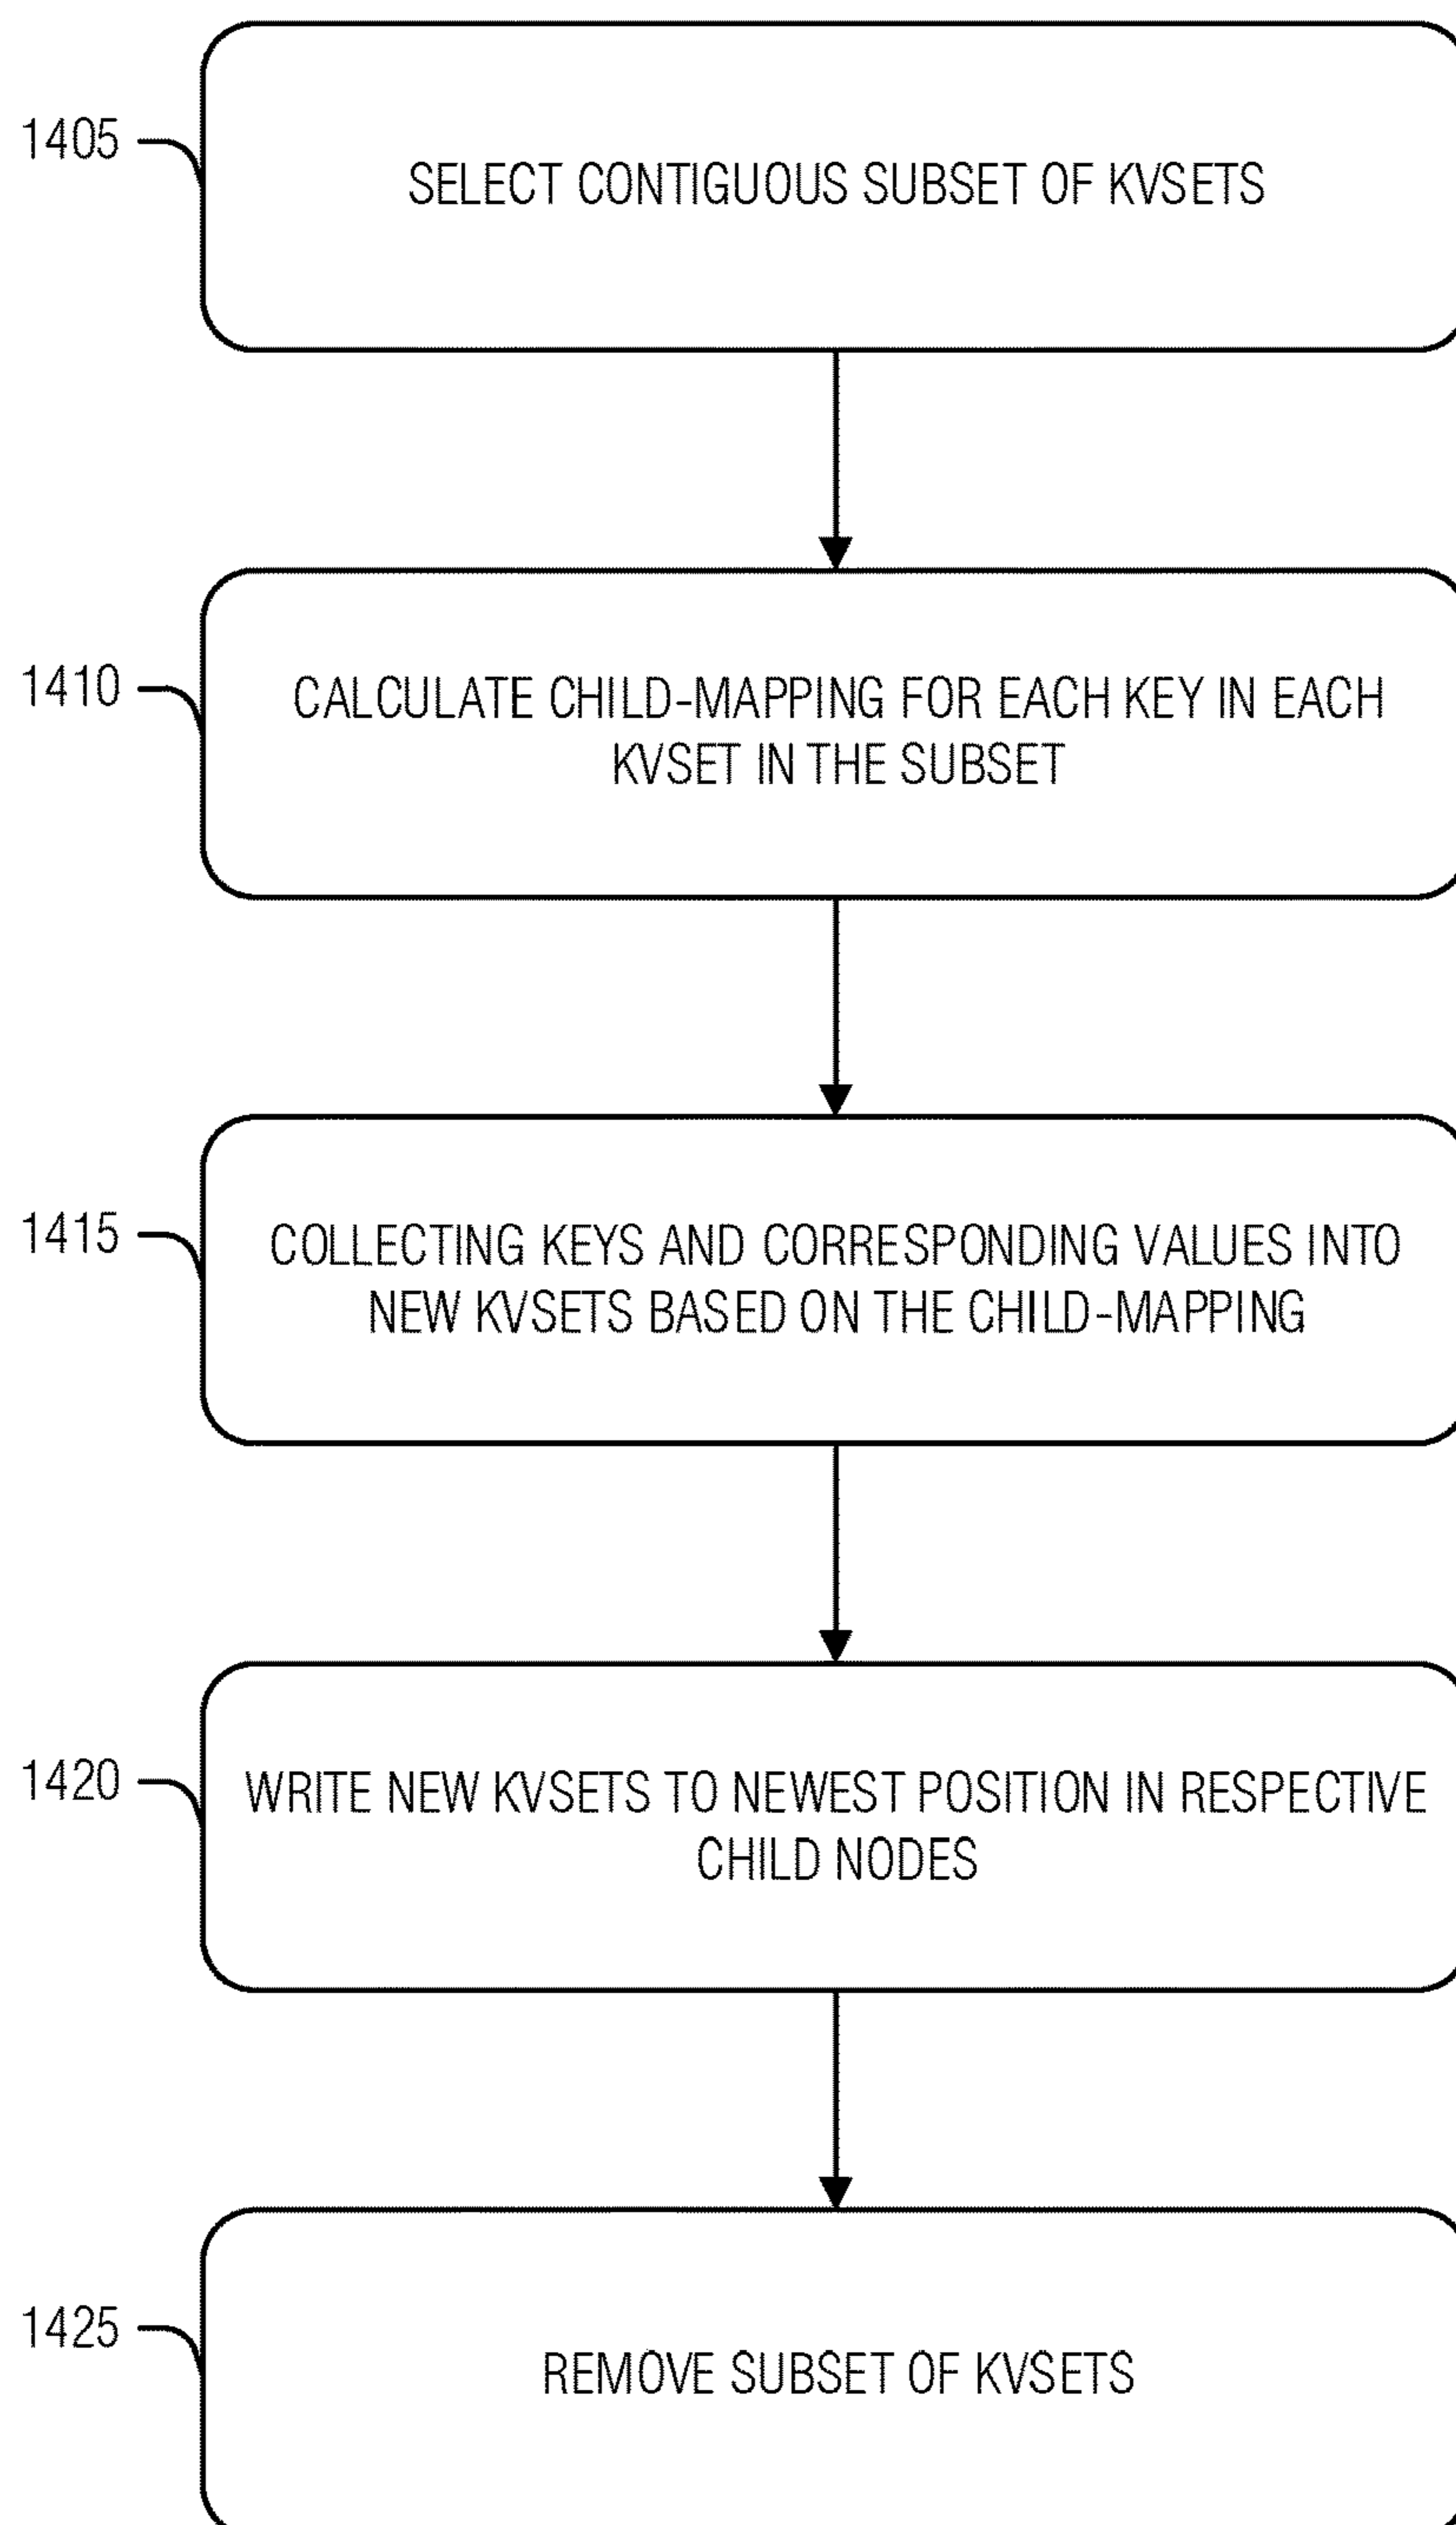 1405
SELECT CONTIGUOUS SUBSET OF KVSETS
1410
CALCULATE CHILD-MAPPING FOR EACH KEY IN EACH
KVSET IN THE SUBSET
1415
COLLECTING KEYS AND CORRESPONDING VALUES INTO
NEW KVSETS BASED ON THE CHILD-MAPPING
1420
WRITE NEW KVSETS TO NEWEST POSITION IN RESPECTIVE
CHILD NODES
1425
REMOVE SUBSET OF KVSETS